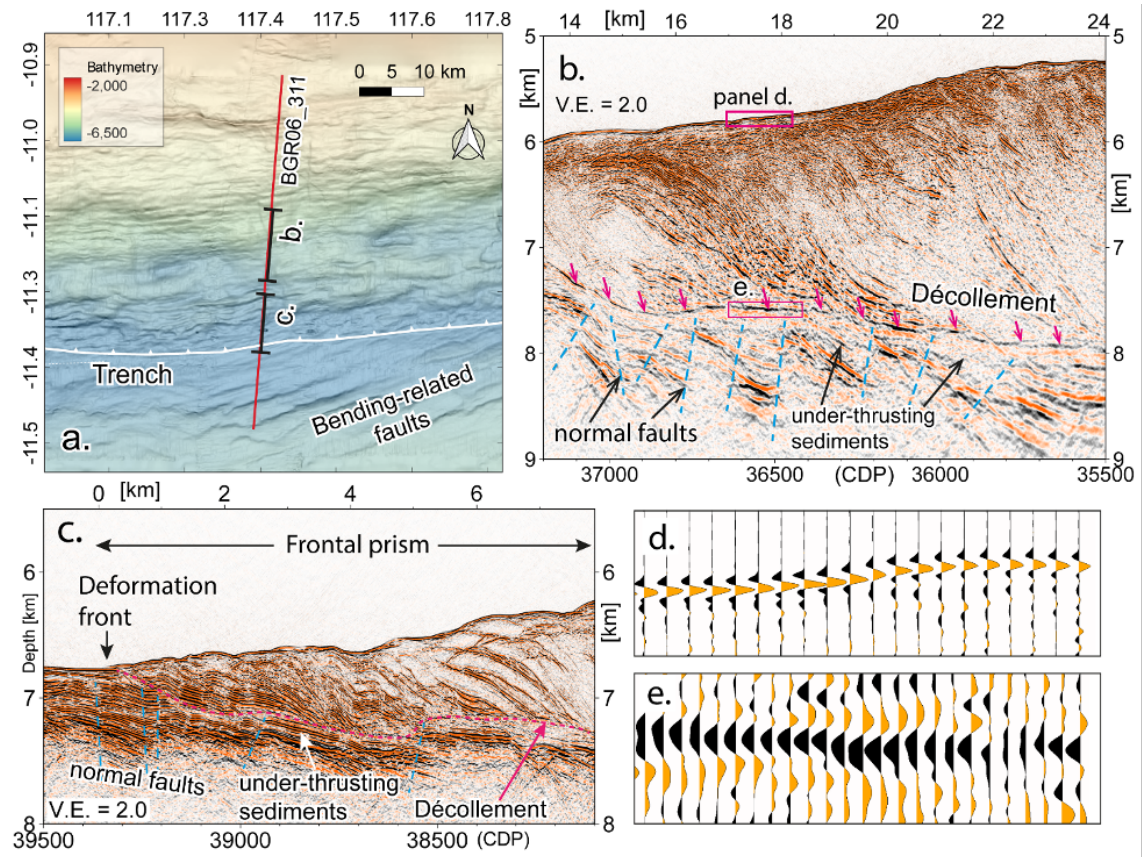 117.1 117.3 117.4 117.6 117.8
Bathymetry
-2,000
-6,500
0 5 10 km
N
BGR06_311
b.
c.
Trench
Bending-related
faults
a.
-10.9
-11.0
-11.1
-11.3
-11.4
-11.5
14 [km] 16 17 18 19 20 21 22 24
b.
V.E. = 2.0
panel d.
e.
Décollement
normal faults
under-thrusting
sediments
5
6
7
8
9
[km]
5
6
7
8
9
[km]
37000 36500 (CDP) 36000 35500
0 [km] 2 4 6
c.
Frontal prism
Deformation
front
normal faults
under-thrusting
sediments
Décollement
V.E. = 2.0
Depth [km]
6
7
8
6
[km]
7
8
39500 39000 38500 (CDP)
d.
e.